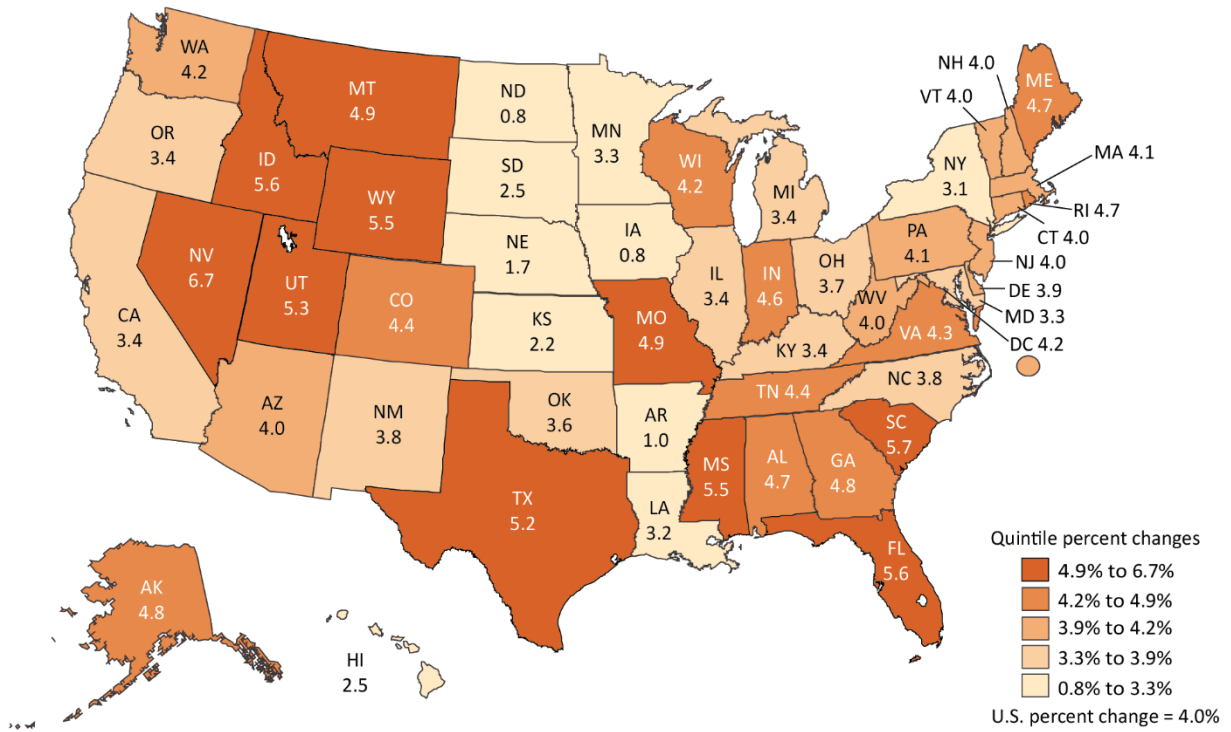 WA
4.2
OR
3.4
CA
3.4
NV
6.7
ID
5.6
MT
4.9
WY
5.5
UT
5.3
CO
4.4
AZ
4.0
NM
3.8
ND
0.8
SD
2.5
NE
1.7
KS
2.2
OK
3.6
TX
5.2
MN
3.3
IA
0.8
MO
4.9
AR
1.0
LA
3.2
WI
4.2
IL
3.4
MI
3.4
IN
4.6
OH
3.7
KY 3.4
TN 4.4
MS
5.5
AL
4.7
GA
4.8
FL
5.6
SC
5.7
NC 3.8
VA 4.3
WV
4.0
PA
4.1
NY
3.1
VT 4.0
NH 4.0
ME
4.7
MA 4.1
RI 4.7
CT 4.0
NJ 4.0
DE 3.9
MD 3.3
DC 4.2
AK
4.8
HI
2.5
Quintile percent changes
4.9% to 6.7%
4.2% to 4.9%
3.9% to 4.2%
3.3% to 3.9%
0.8% to 3.3%
U.S. percent change = 4.0%